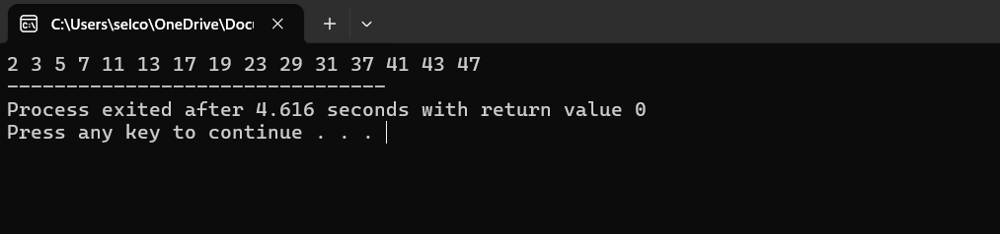 C:\Users\selco\OneDrive\Docu
2 3 5 7 11 13 17 19 23 29 31 37 41 43 47
--------------------------------
Process exited after 4.616 seconds with return value 0
Press any key to continue . . .